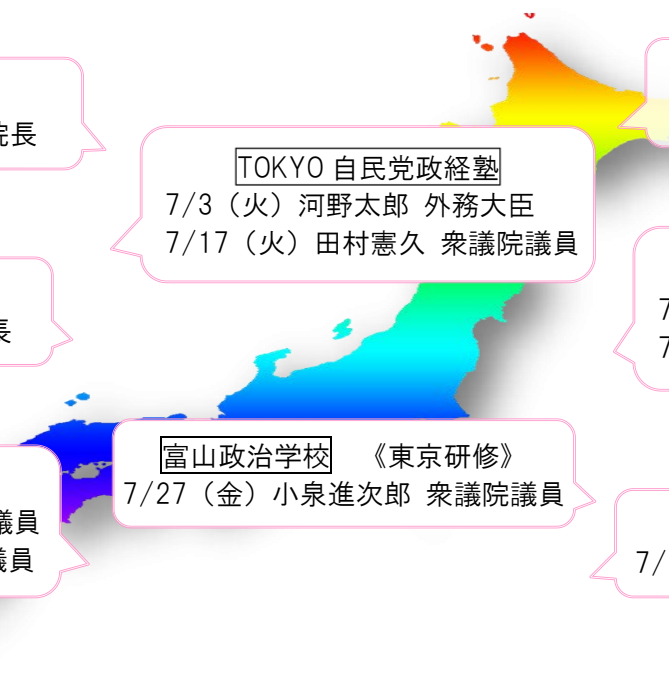 院長
TOKYO 自民党政経塾
7/3（火）河野太郎 外務大臣
7/17（火）田村憲久 衆議院議員
長
7
7
富山政治学校 《東京研修》
7/27（金）小泉進次郎 衆議院議員
議員
議員
7/